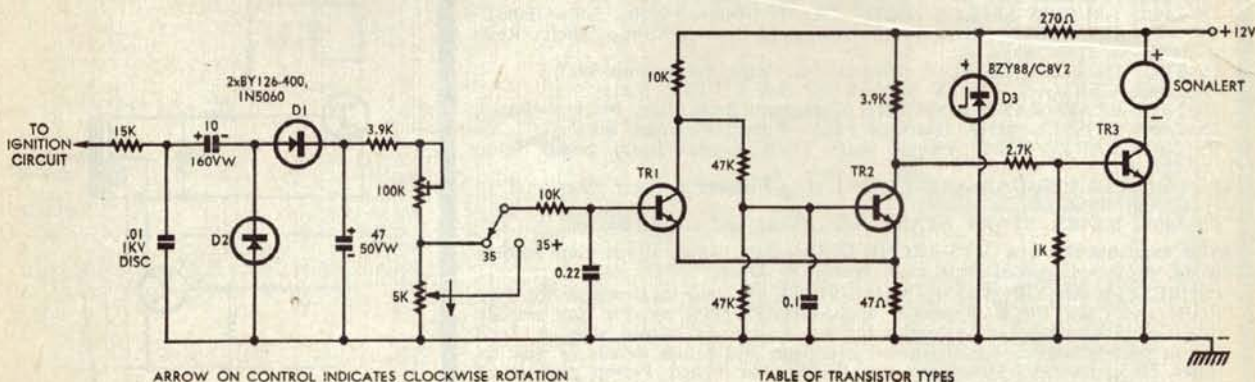 270Ω
+12V
2xBY126-400,
1N5060
D1
10K
3.9K
+
BZY88/C8V2
D3
+
SONALERT
-
TO
IGNITION
CIRCUIT
15K
10
+ -
160VW
3.9K
100K
47K
TR1
TR2
2.7K
TR3
.01
1KV
DISC
D2
+
47
50VW
-
10K
35
35+
5K
0.22
47K
0.1
47Ω
1K
-
ARROW ON CONTROL INDICATES CLOCKWISE ROTATION
TABLE OF TRANSISTOR TYPES